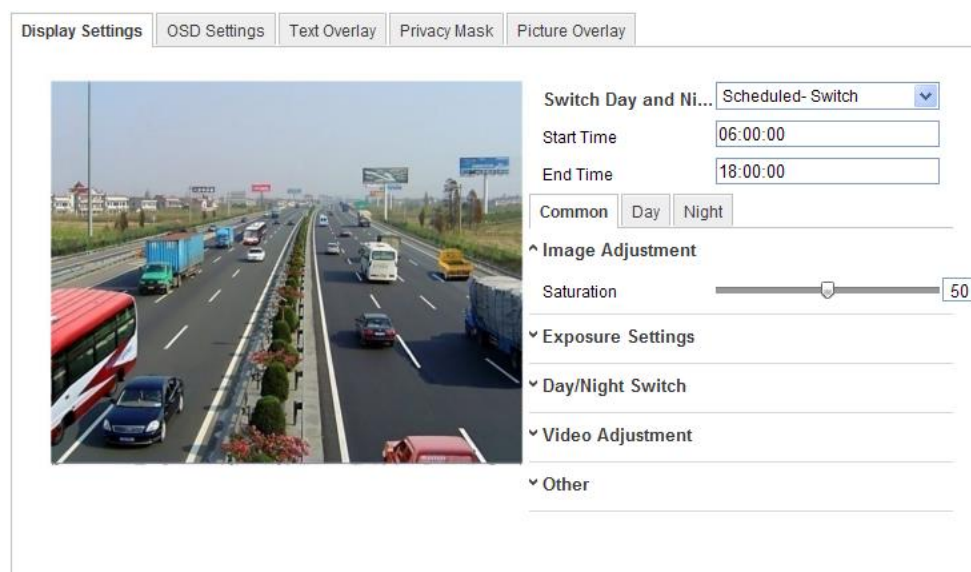 Display Settings
OSD Settings
Text Overlay
Privacy Mask
Picture Overlay
Switch Day and Ni...
Scheduled- Switch
Start Time
06:00:00
End Time
18:00:00
Common
Day
Night
Image Adjustment
Saturation
50
Exposure Settings
Day/Night Switch
Video Adjustment
Other